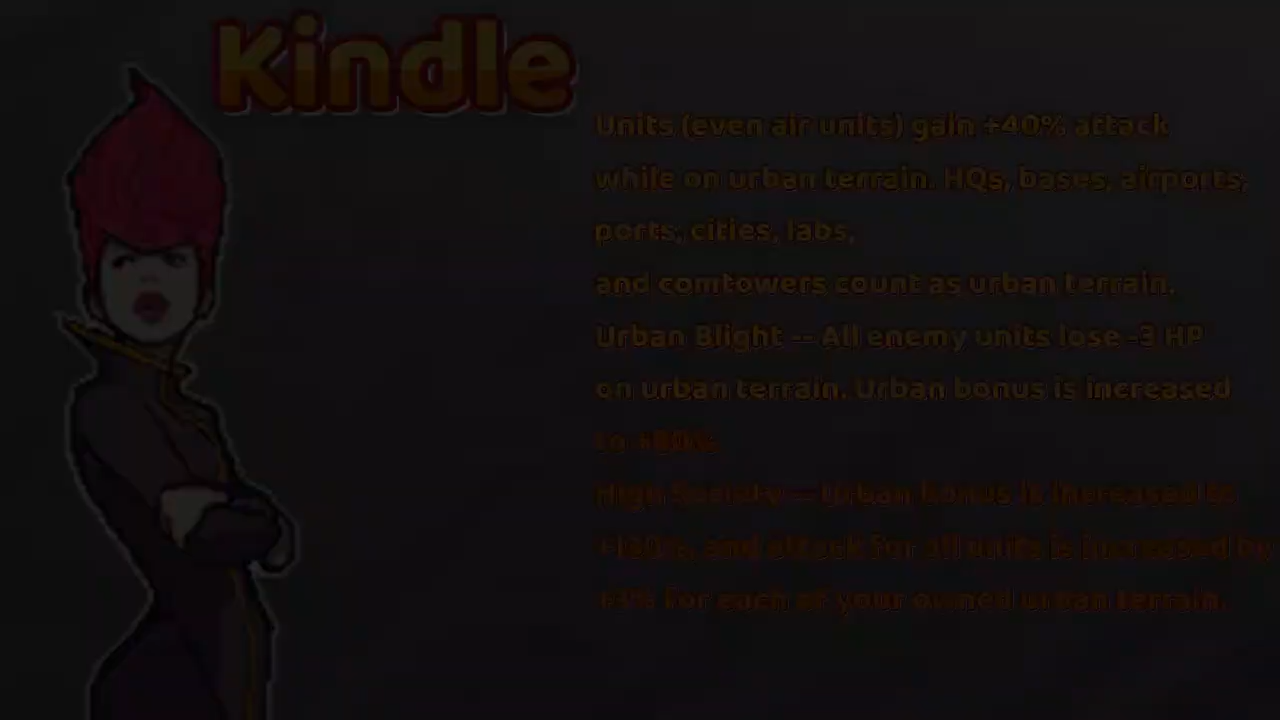 Kindle
Units (even air units) gain +40% attack
while on urban terrain. HQs, bases, airports,
ports, cities, labs,
and comtowers count as urban terrain.
Urban Blight -- All enemy units lose -3 HP
on urban terrain. Urban bonus is increased
to +80%.
High Society -- Urban bonus is increased to
+130%, and attack for all units is increased by
+3% for each of your owned urban terrain.